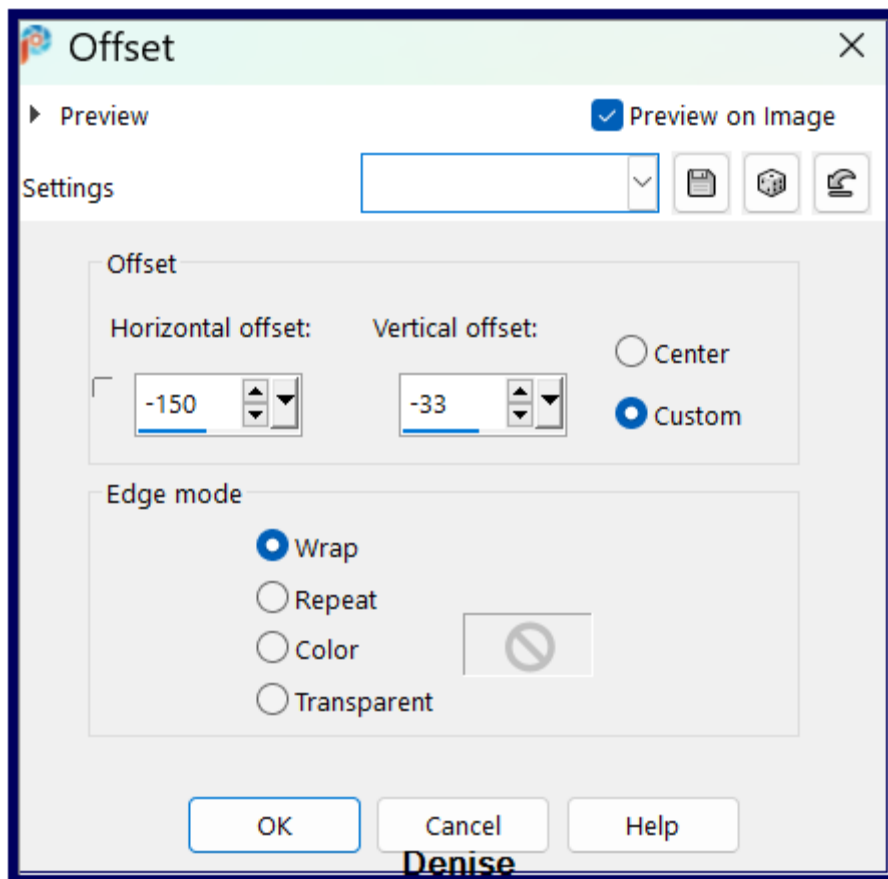 Offset
Preview
Preview on Image
Settings
Offset
Horizontal offset:
Vertical offset:
Center
-150
-33
Custom
Edge mode
Wrap
Repeat
Color
Transparent
OK
Cancel
Help
Denise